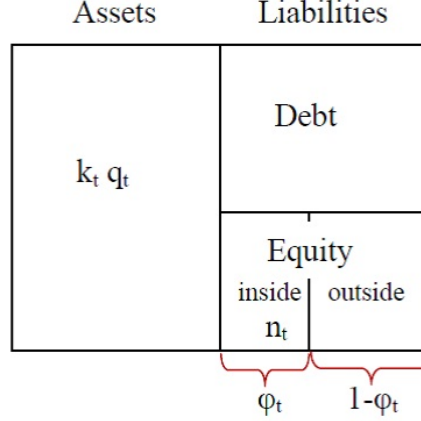 Assets Liabilities
Debt
kₜ qₜ
Equity
inside outside
nₜ
φₜ 1-φₜ